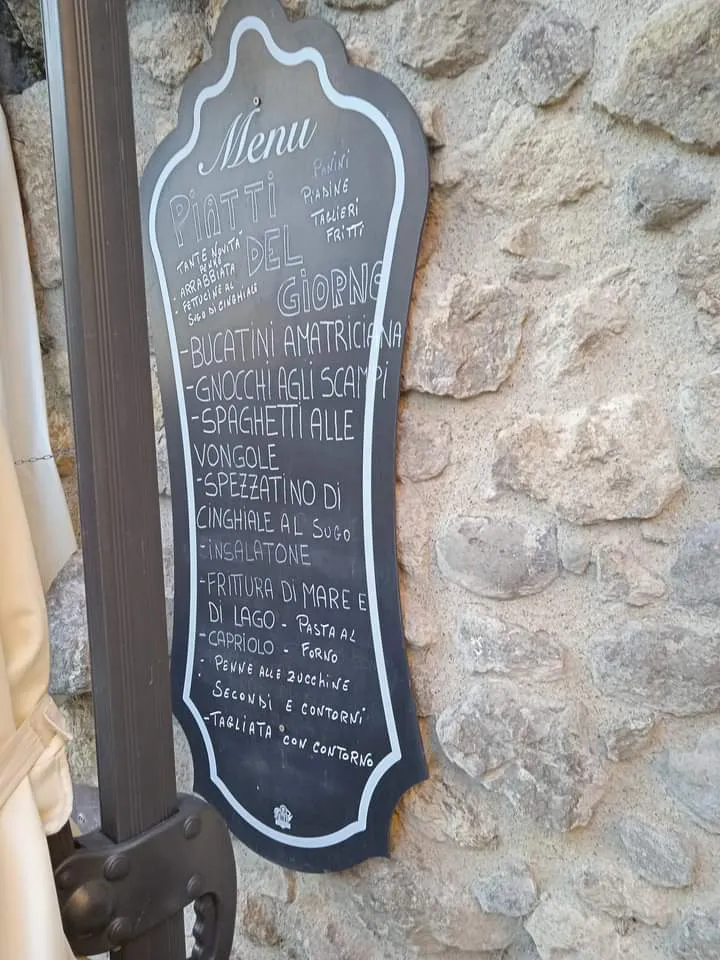 Menu
PIATTI
DEL
GIORNO
PANINI
PIADINE
TAGLIERI
FRITTI
TANTE NOVITA'
- ARRABBIATA
- FETTUCINE AL
SUGO DI CINGHIALE
-BUCATINI AMATRICIANA
-GNOCCHI AGLI SCAMPI
-SPAGHETTI ALLE
VONGOLE
-SPEZZATINO DI
CINGHIALE AL SUGO
-INSALATONE
-FRITTURA DI MARE E
DI LAGO - PASTA AL
-CAPRIOLO - FORNO
- PENNE ALLE ZUCCHINE
SECONDI E CONTORNI
-TAGLIATA CON CONTORNO